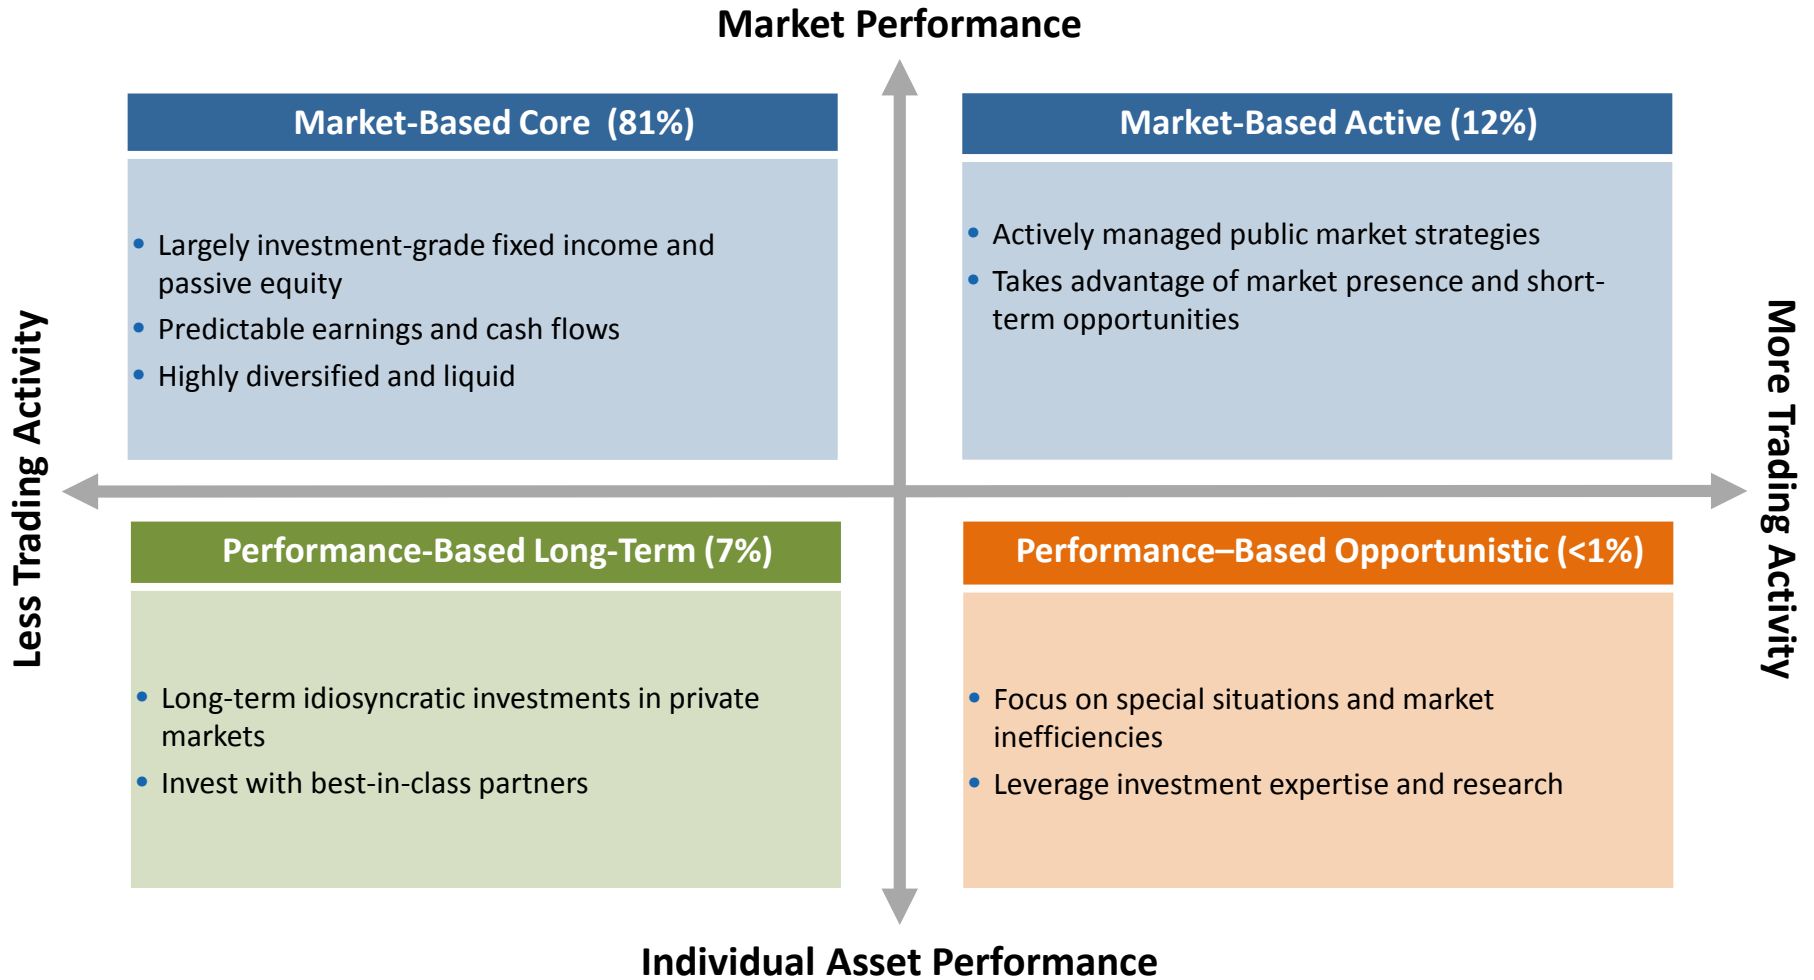 Market Performance
Market-Based Core  (81%)
• Largely investment-grade fixed income and
passive equity
• Predictable earnings and cash flows
• Highly diversified and liquid
Market-Based Active (12%)
• Actively managed public market strategies
• Takes advantage of market presence and short-
term opportunities
Less Trading Activity
More Trading Activity
Performance-Based Long-Term (7%)
• Long-term idiosyncratic investments in private
markets
• Invest with best-in-class partners
Performance–Based Opportunistic (<1%)
• Focus on special situations and market
inefficiencies
• Leverage investment expertise and research
Individual Asset Performance